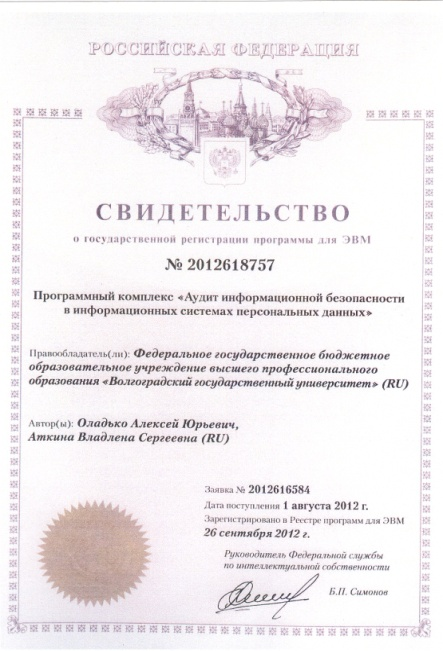 РОССИЙСКАЯ ФЕДЕРАЦИЯ
СВИДЕТЕЛЬСТВО
о государственной регистрации программы для ЭВМ
№ 2012618757
Программный комплекс «Аудит информационной безопасности
в информационных системах персональных данных»
Правообладатель(ли): Федеральное государственное бюджетное
образовательное учреждение высшего профессионального
образования «Волгоградский государственный университет» (RU)
Автор(ы): Оладько Алексей Юрьевич,
Аткина Владлена Сергеевна (RU)
Заявка № 2012616584
Дата поступления 1 августа 2012 г.
Зарегистрировано в Реестре программ для ЭВМ
26 сентября 2012 г.
Руководитель Федеральной службы
по интеллектуальной собственности
Б.П. Симонов